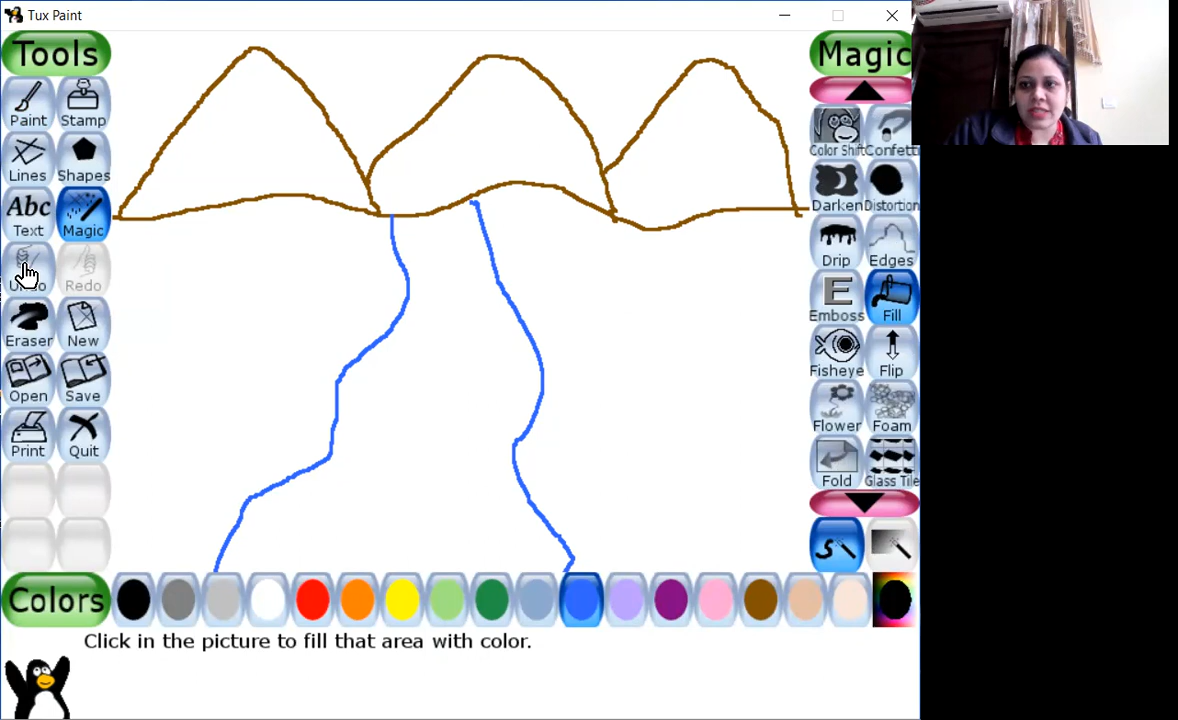 Tux Paint
Tools
Magic
Paint
Stamp
Color Shift
Confetti
Lines
Shapes
Darken
Distortion
Abc
Text
Magic
Drip
Edges
Undo
Redo
E
Emboss
Fill
Eraser
New
Fisheye
Flip
Open
Save
Flower
Foam
Print
Quit
Fold
Glass Tile
Colors
Click in the picture to fill that area with color.